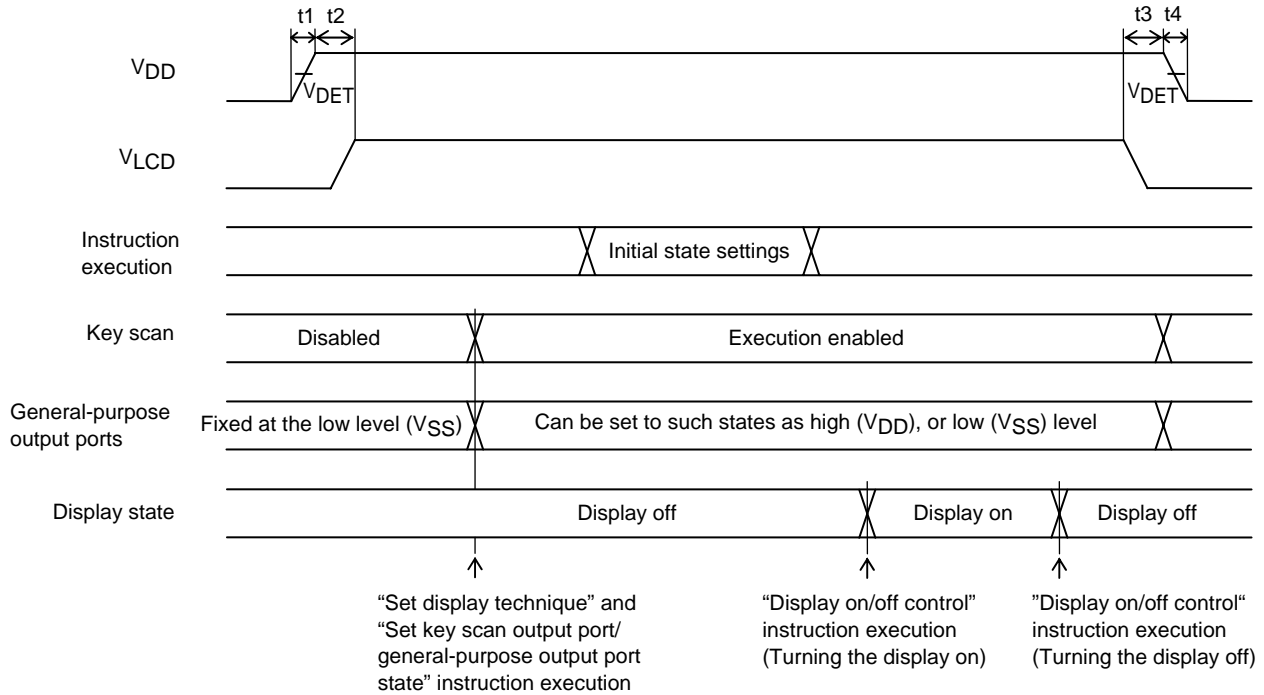 t1 t2 t3 t4
VDD
VDET VDET
VLCD
Instruction
execution
Initial state settings
Key scan
Disabled
Execution enabled
General-purpose
output ports
Fixed at the low level (VSS)
Can be set to such states as high (VDD), or low (VSS) level
Display state
Display off
Display on
Display off
“Set display technique” and
“Set key scan output port/
general-purpose output port
state” instruction execution
“Display on/off control”
instruction execution
(Turning the display on)
”Display on/off control“
instruction execution
(Turning the display off)